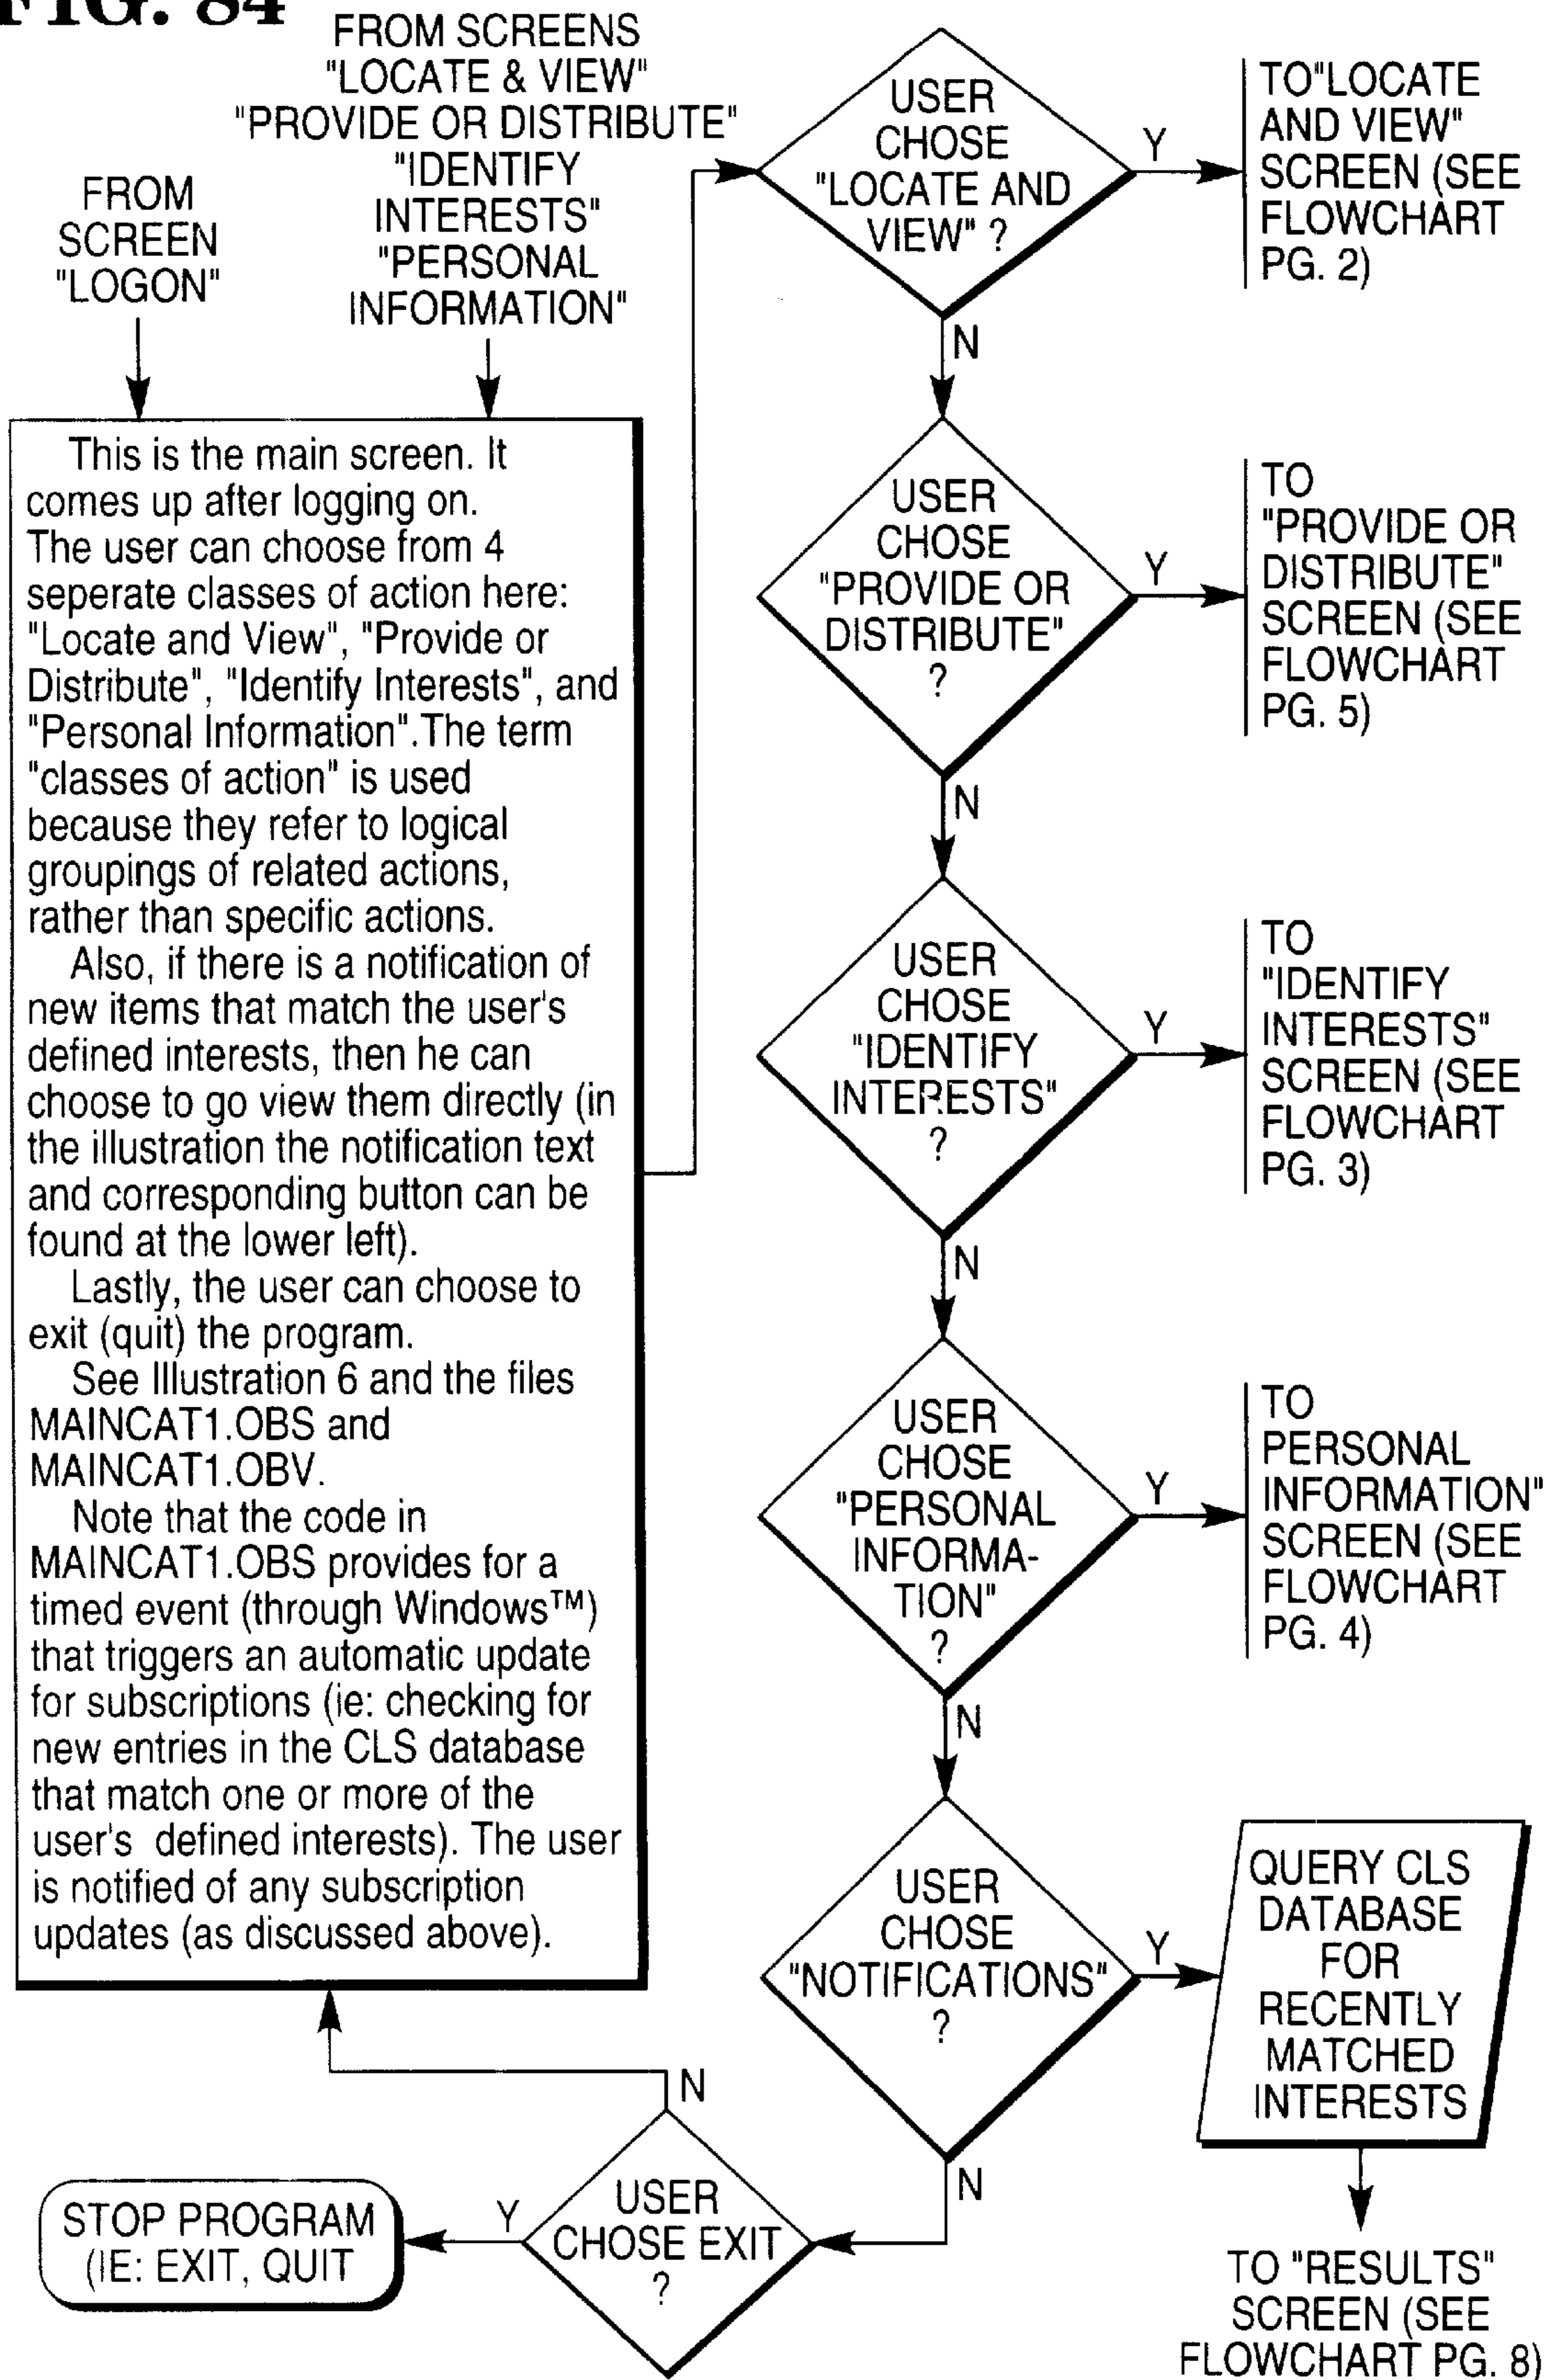 FIG. 84
FROM SCREENS
"LOCATE & VIEW"
"PROVIDE OR DISTRIBUTE"
"IDENTIFY
INTERESTS"
"PERSONAL
INFORMATION"
FROM
SCREEN
"LOGON"
This is the main screen. It
comes up after logging on.
The user can choose from 4
seperate classes of action here:
"Locate and View", "Provide or
Distribute", "Identify Interests", and
"Personal Information".The term
"classes of action" is used
because they refer to logical
groupings of related actions,
rather than specific actions.
Also, if there is a notification of
new items that match the user's
defined interests, then he can
choose to go view them directly (in
the illustration the notification text
and corresponding button can be
found at the lower left).
Lastly, the user can choose to
exit (quit) the program.
See Illustration 6 and the files
MAINCAT1.OBS and
MAINCAT1.OBV.
Note that the code in
MAINCAT1.OBS provides for a
timed event (through Windows™)
that triggers an automatic update
for subscriptions (ie: checking for
new entries in the CLS database
that match one or more of the
user's defined interests). The user
is notified of any subscription
updates (as discussed above).
USER
CHOSE
"LOCATE AND
VIEW" ?
Y
TO"LOCATE
AND VIEW"
SCREEN (SEE
FLOWCHART
PG. 2)
N
USER
CHOSE
"PROVIDE OR
DISTRIBUTE"
?
Y
TO
"PROVIDE OR
DISTRIBUTE"
SCREEN (SEE
FLOWCHART
PG. 5)
N
USER
CHOSE
"IDENTIFY
INTERESTS"
?
Y
TO
"IDENTIFY
INTERESTS"
SCREEN (SEE
FLOWCHART
PG. 3)
N
USER
CHOSE
"PERSONAL
INFORMA-
TION"
?
Y
TO
PERSONAL
INFORMATION"
SCREEN (SEE
FLOWCHART
PG. 4)
N
USER
CHOSE
"NOTIFICATIONS"
?
Y
QUERY CLS
DATABASE
FOR
RECENTLY
MATCHED
INTERESTS
TO "RESULTS"
SCREEN (SEE
FLOWCHART PG. 8)
N
USER
CHOSE EXIT
?
N
Y
STOP PROGRAM
(IE: EXIT, QUIT